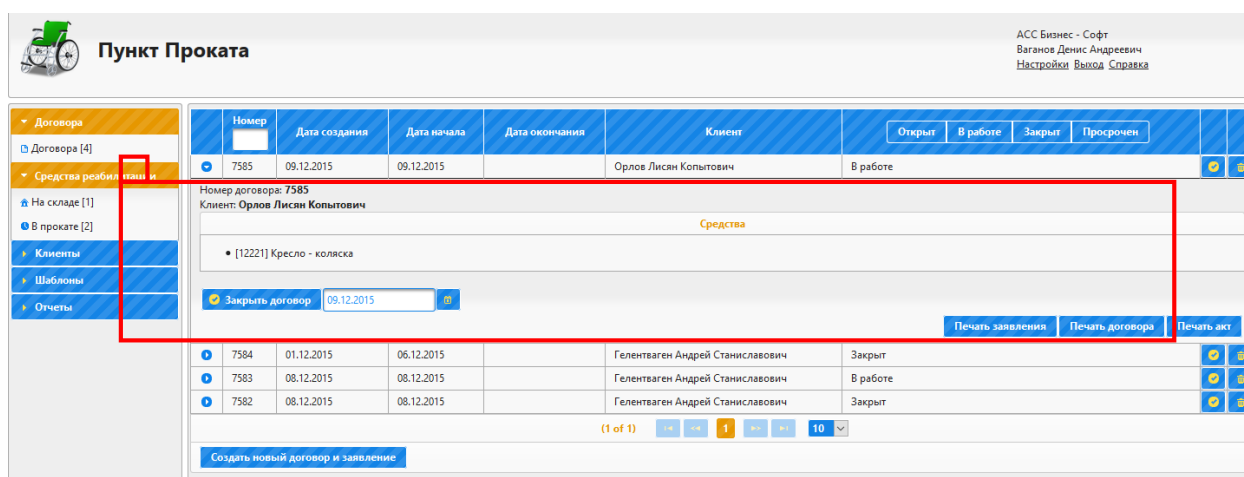 Пункт Проката
АСС Бизнес - Софт
Ваганов Денис Андреевич
Настройки Выход Справка
Договора
Договора [4]
Средства реабилитации
На складе [1]
В прокате [2]
Клиенты
Шаблоны
Отчеты
Номер Дата создания Дата начала Дата окончания Клиент Открыт В работе Закрыт Просрочен
7585 09.12.2015 09.12.2015 Орлов Лисян Копытович В работе
Номер договора: 7585
Клиент: Орлов Лисян Копытович
Средства
• [12221] Кресло - коляска
Закрыть договор 09.12.2015
Печать заявления Печать договора Печать акт
7584 01.12.2015 06.12.2015 Гелентваген Андрей Станиславович Закрыт
7583 08.12.2015 08.12.2015 Гелентваген Андрей Станиславович В работе
7582 08.12.2015 08.12.2015 Гелентваген Андрей Станиславович Закрыт
(1 of 1) 1 10
Создать новый договор и заявление